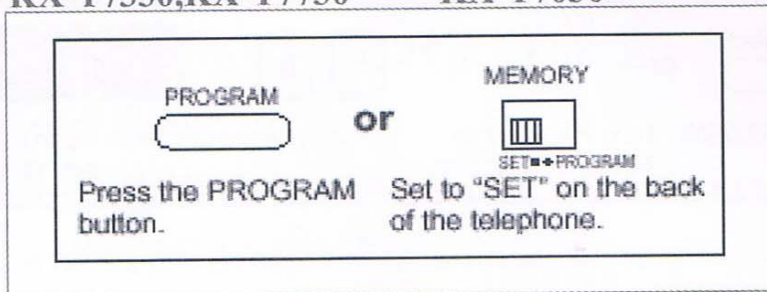 PROGRAM
or
MEMORY
SET PROGRAM
Press the PROGRAM
button.
Set to "SET" on the back
of the telephone.